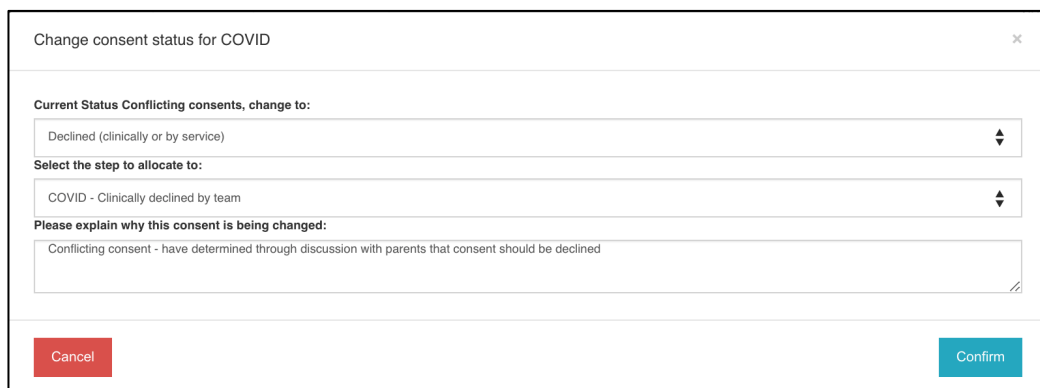 Change consent status for COVID
×
Current Status Conflicting consents, change to:
Declined (clinically or by service)
Select the step to allocate to:
COVID - Clinically declined by team
Please explain why this consent is being changed:
Conflicting consent - have determined through discussion with parents that consent should be declined
Cancel
Confirm